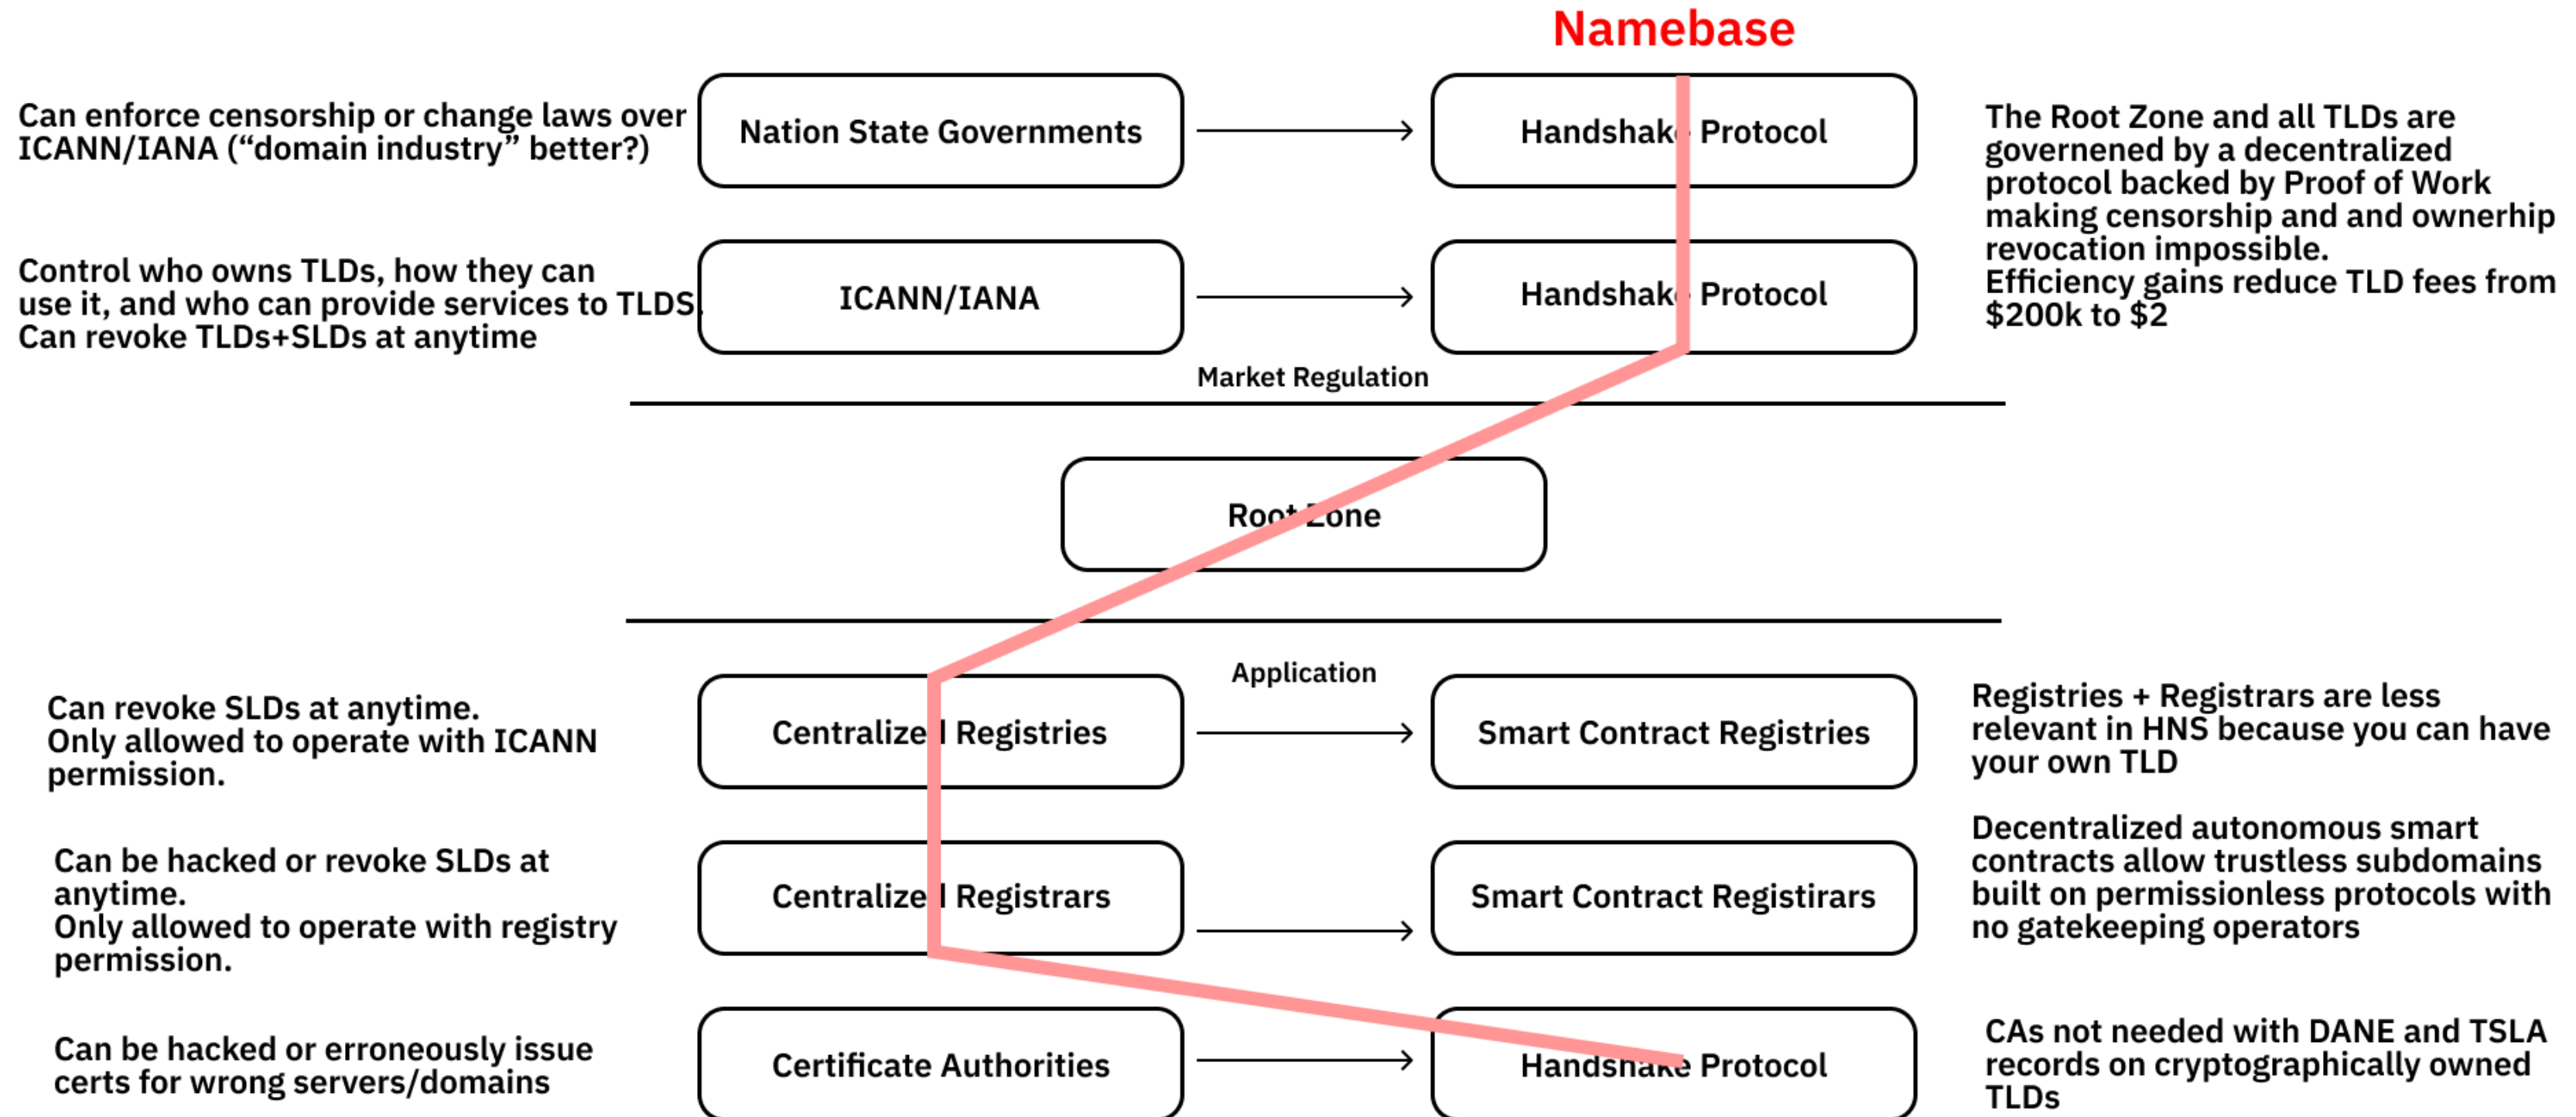 Namebase
Can enforce censorship or change laws over
ICANN/IANA (“domain industry” better?)
Nation State Governments
Handshake Protocol
The Root Zone and all TLDs are
governened by a decentralized
protocol backed by Proof of Work
making censorship and and ownerhip
revocation impossible.
Efficiency gains reduce TLD fees from
$200k to $2
Control who owns TLDs, how they can
use it, and who can provide services to TLDS.
Can revoke TLDs+SLDs at anytime
ICANN/IANA
Handshake Protocol
Market Regulation
Root Zone
Application
Can revoke SLDs at anytime.
Only allowed to operate with ICANN
permission.
Centralized Registries
Smart Contract Registries
Registries + Registrars are less
relevant in HNS because you can have
your own TLD
Can be hacked or revoke SLDs at
anytime.
Only allowed to operate with registry
permission.
Centralized Registrars
Smart Contract Registirars
Decentralized autonomous smart
contracts allow trustless subdomains
built on permissionless protocols with
no gatekeeping operators
Can be hacked or erroneously issue
certs for wrong servers/domains
Certificate Authorities
Handshake Protocol
CAs not needed with DANE and TSLA
records on cryptographically owned
TLDs